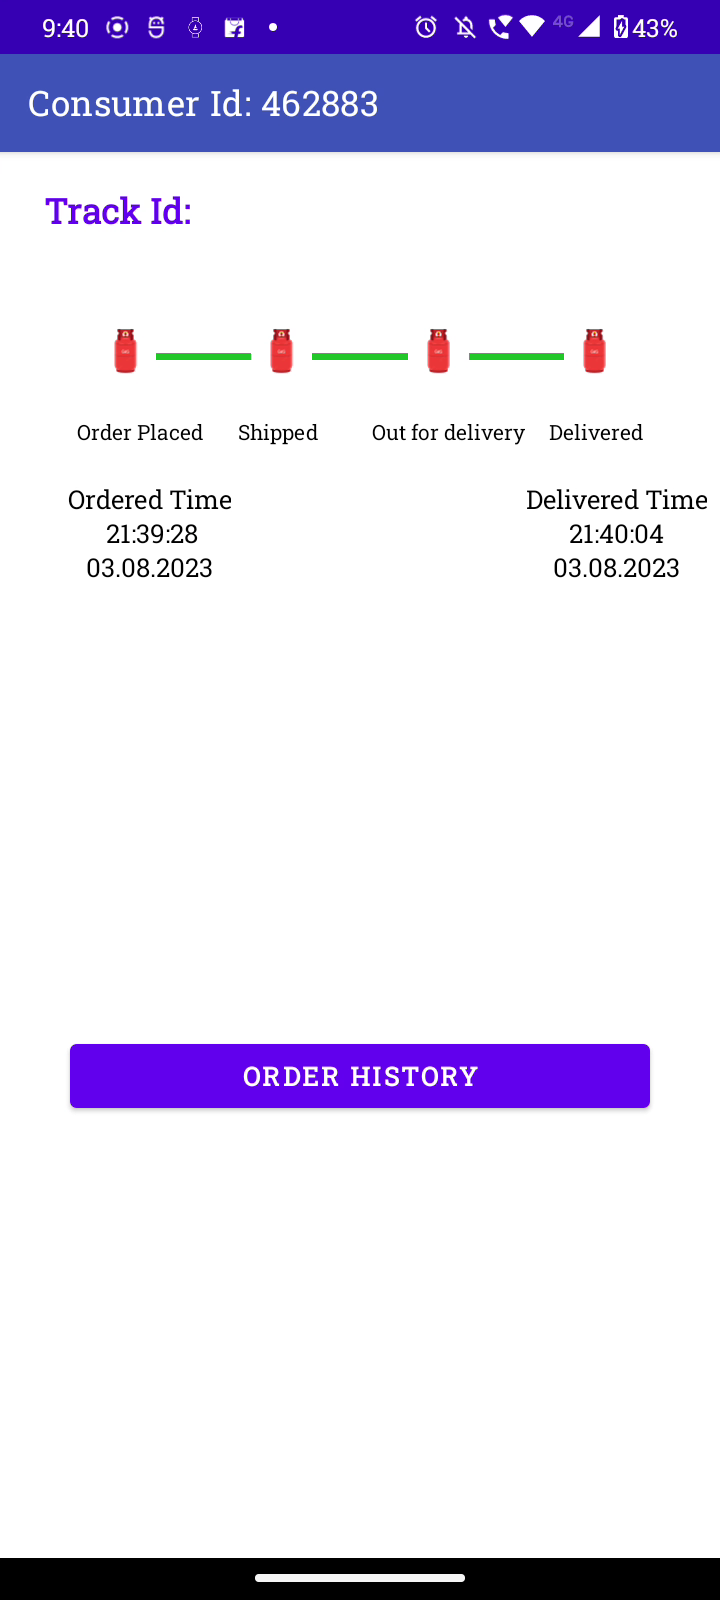 9:40 4G 43%
Consumer Id: 462883
Track Id:
Order Placed Shipped Out for delivery Delivered
Ordered Time Delivered Time
21:39:28 21:40:04
03.08.2023 03.08.2023
ORDER HISTORY